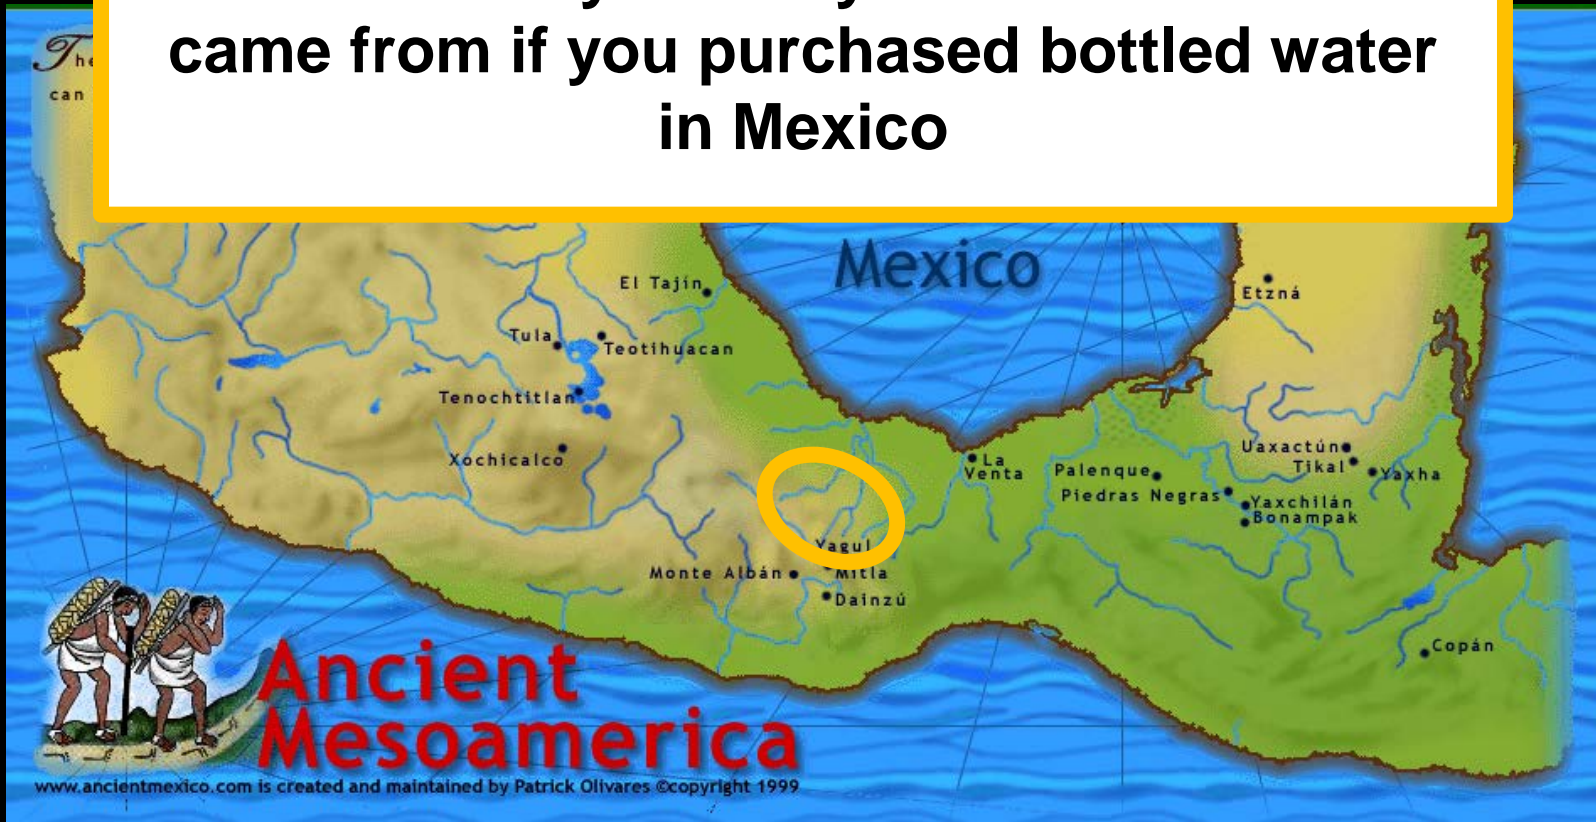 came from if you purchased bottled water
in Mexico
The
can
Mexico
El Tajín
Etzná
Tula
Teotihuacan
Tenochtitlan
Xochicalco
La
Venta
Palenque
Piedras Negras
Uaxactún
Tikal
Yaxha
Yaxchilán
Bonampak
Yagul
Monte Albán
Mitla
Dainzú
Copán
Ancient
Mesoamerica
www.ancientmexico.com is created and maintained by Patrick Olivares ©copyright 1999